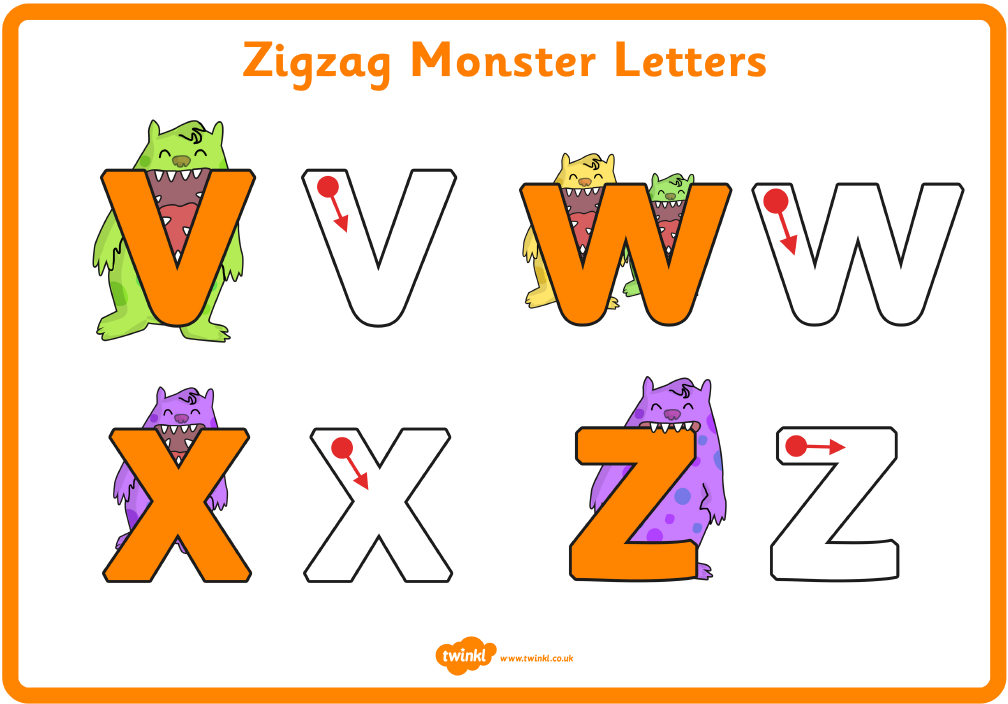 Zigzag Monster Letters
V V W W
X X Z Z
twinkl www.twinkl.co.uk